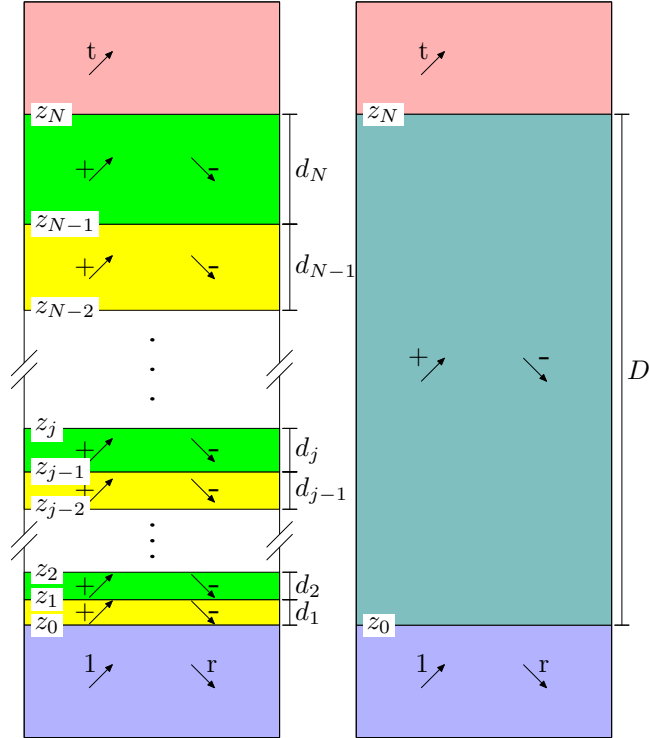 t
z_N
+ -
d_N
z_{N-1}
+ -
d_{N-1}
z_{N-2}
z_j
+ -
d_j
z_{j-1}
+ -
d_{j-1}
z_{j-2}
z_2
+ -
d_2
z_1
+ -
d_1
z_0
1 r
t
z_N
+ -
D
z_0
1 r